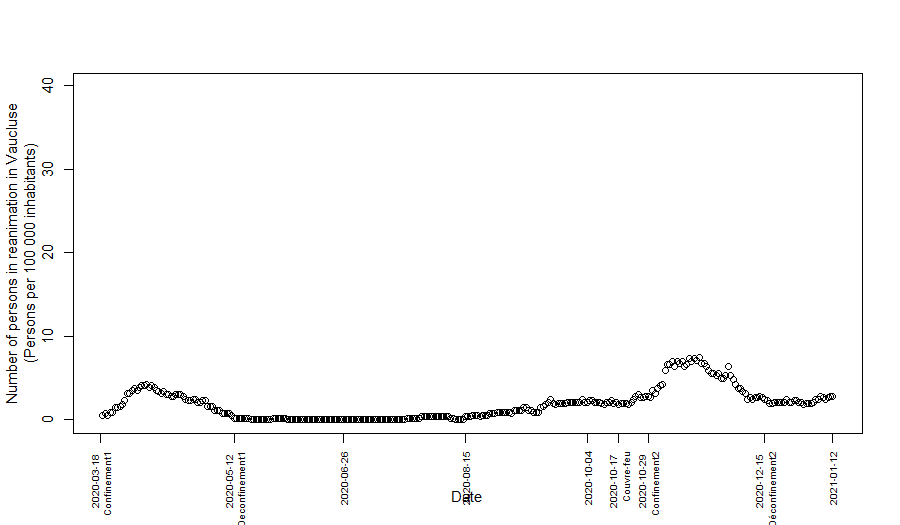 Number of persons in reanimation in Vaucluse
(Persons per 100 000 inhabitants)
40
30
20
10
0
2020-03-18
Confinement1
2020-05-12
Deconfinement1
2020-06-26
2020-08-15
2020-10-04
2020-10-17
Couvre-feu
2020-10-29
Confinement2
2020-12-15
Déconfinement2
2021-01-12
Date